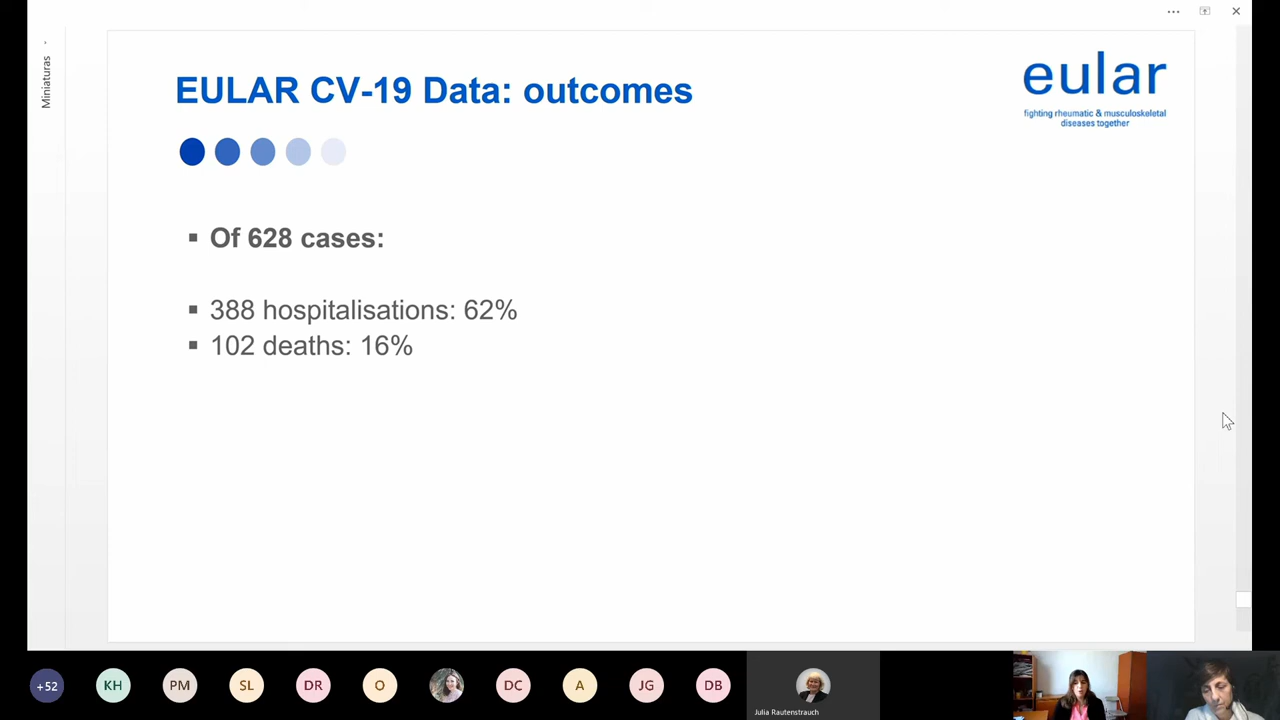 Miniaturas
EULAR CV-19 Data: outcomes
eular
fighting rheumatic & musculoskeletal
diseases together
Of 628 cases:
388 hospitalisations: 62%
102 deaths: 16%
+52
KH
PM
SL
DR
O
DC
A
JG
DB
Julia Rautenstrauch